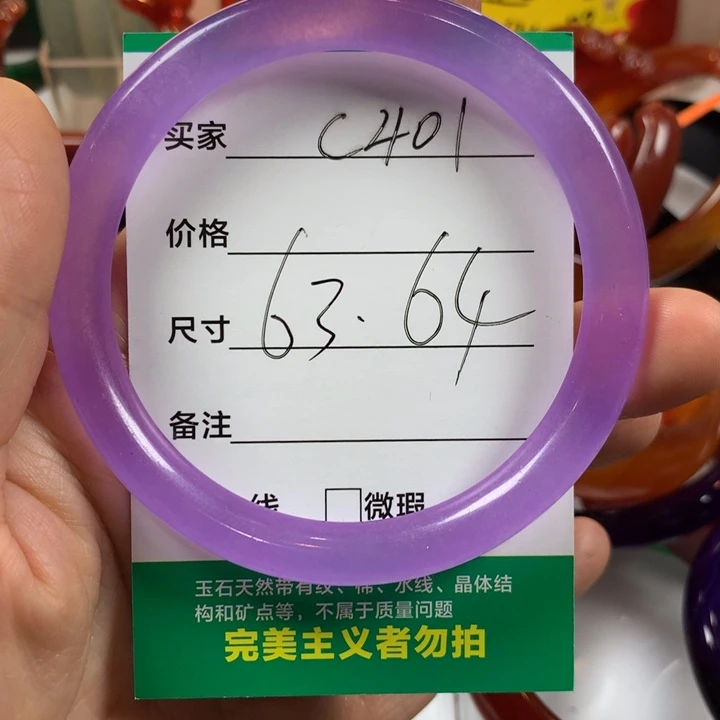 买家 C401
价格
尺寸 63.64
备注
线 □微瑕
玉石天然带有纹、棉、水线、晶体结
构和矿点等，不属于质量问题
完美主义者勿拍